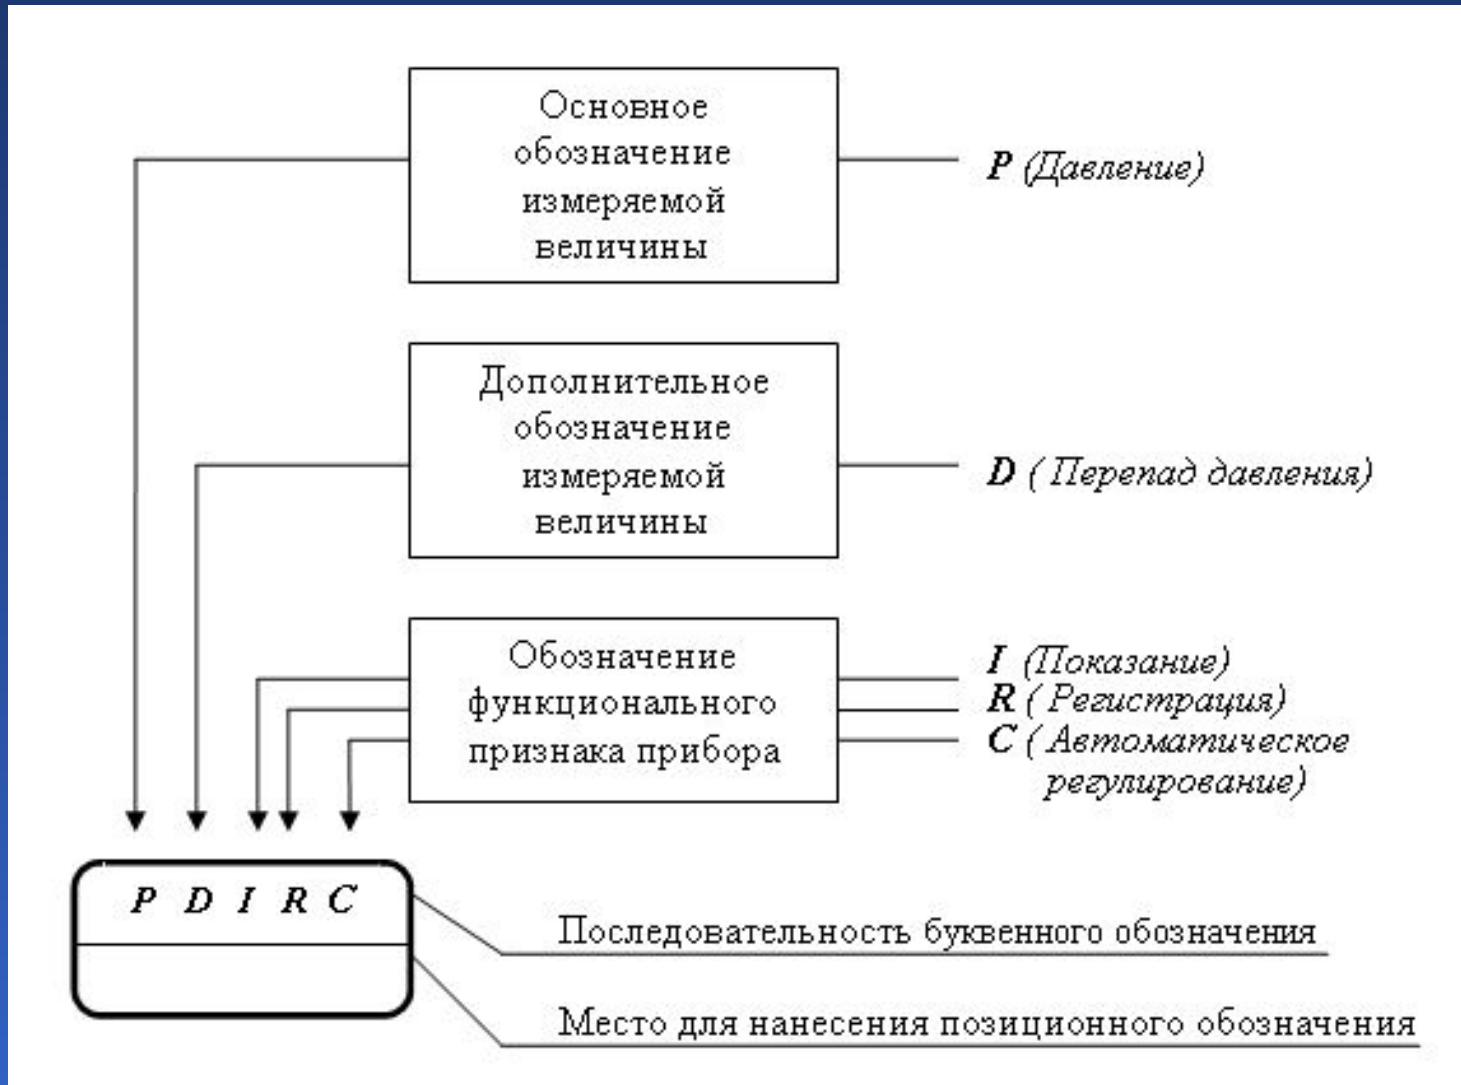 Основное
обозначение
измеряемой
величины
P (Давление)
Дополнительное
обозначение
измеряемой
величины
D ( Перепад давления)
Обозначение
функционального
признака прибора
I (Показание)
R ( Регистрация)
C ( Автоматическое
регулирование)
P D I R C
Последовательность буквенного обозначения
Место для нанесения позиционного обозначения